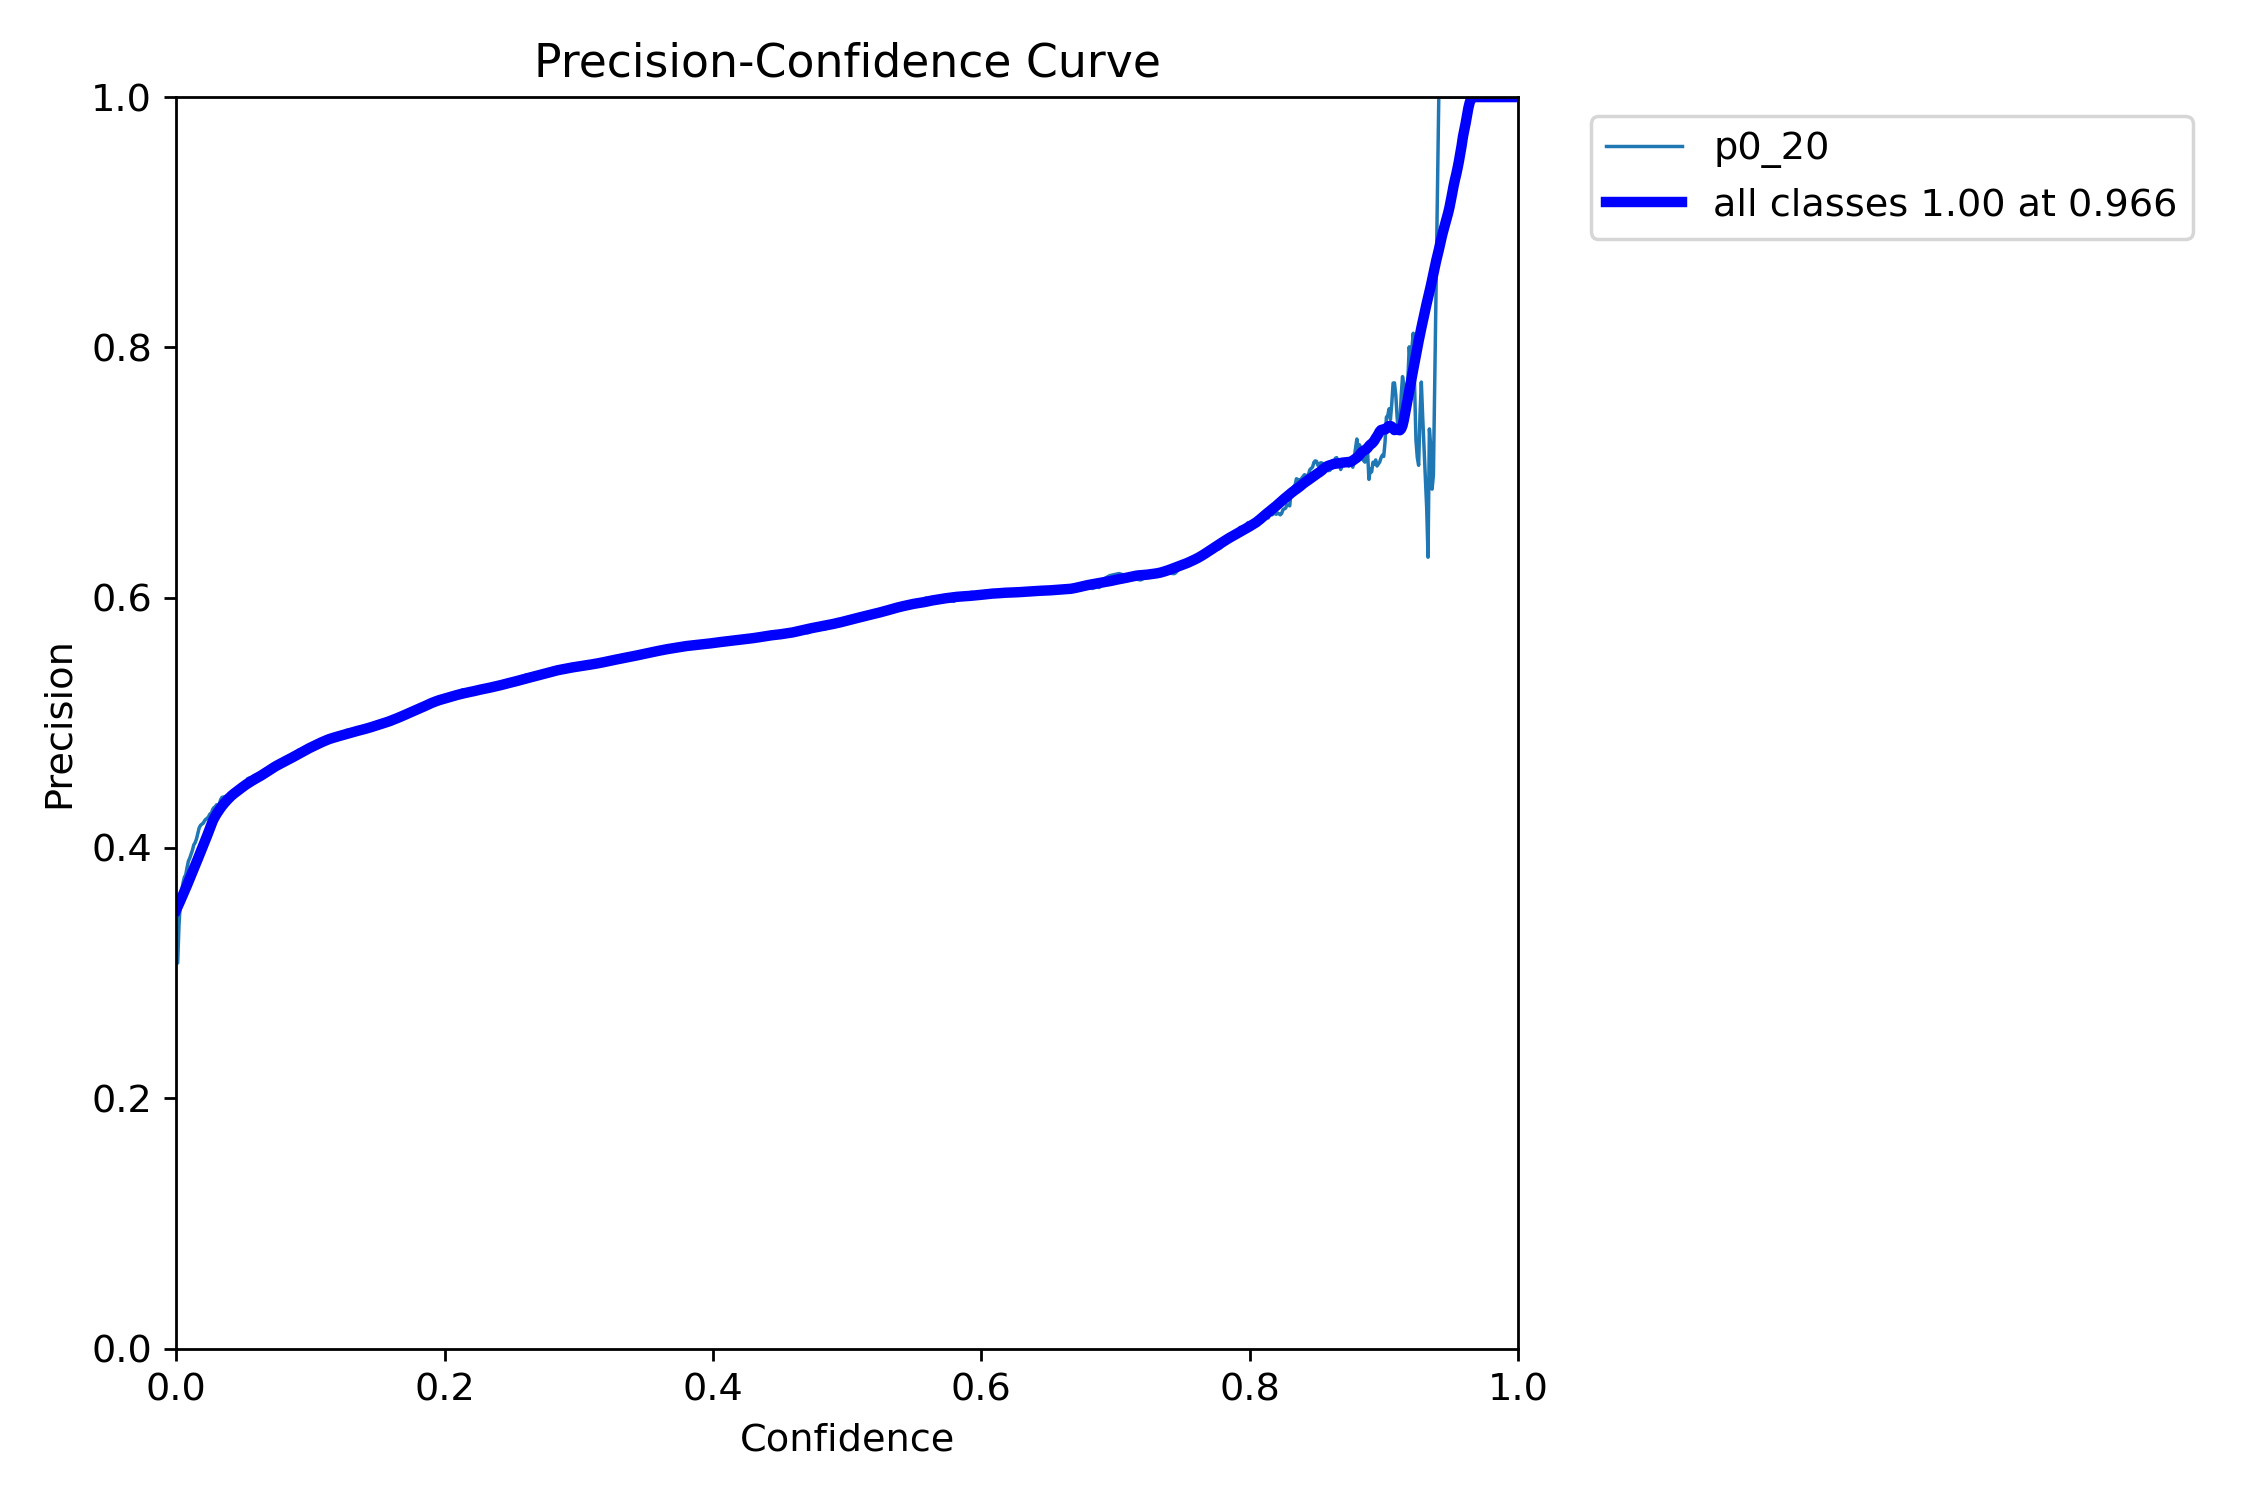 Precision-Confidence Curve
1.0
0.8
0.6
0.4
0.2
0.0
Precision
0.0 0.2 0.4 0.6 0.8 1.0
Confidence
p0_20
all classes 1.00 at 0.966